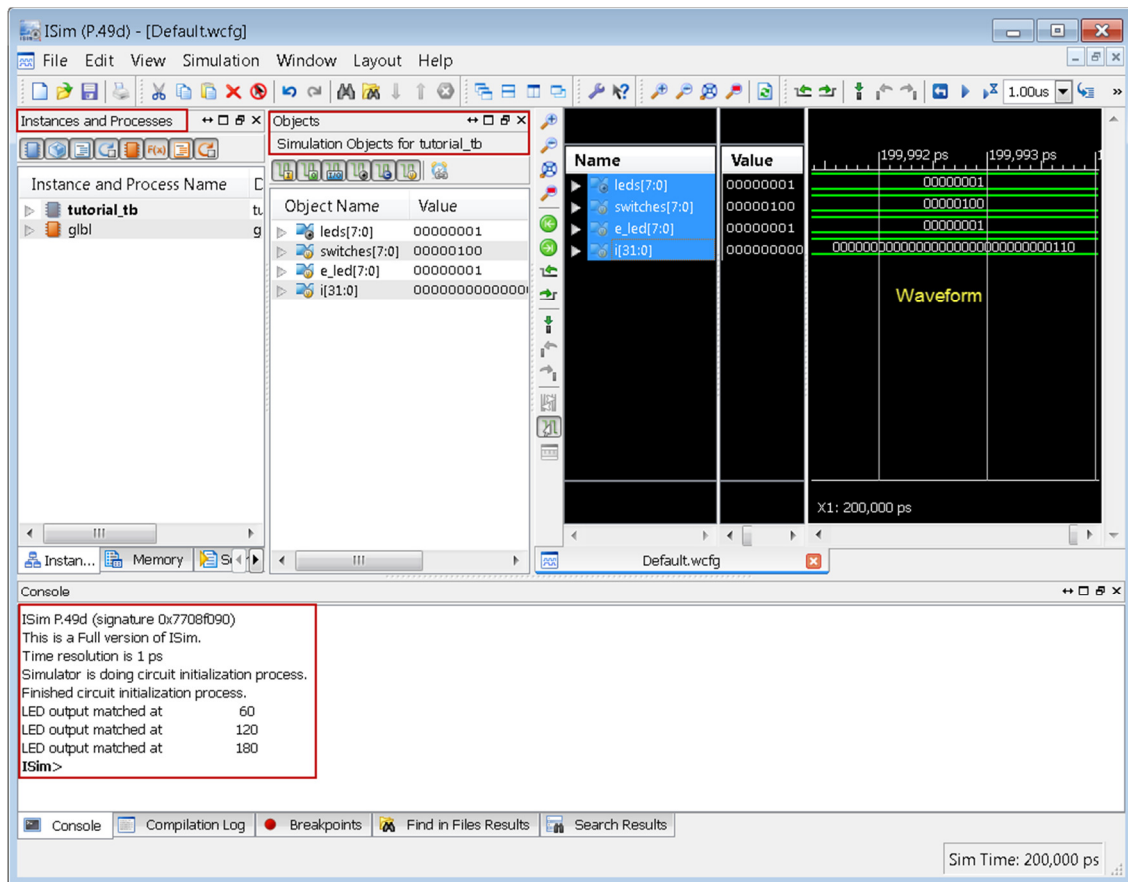 ISim (P.49d) - [Default.wcfg]
File Edit View Simulation Window Layout Help
1.00us
Instances and Processes
Instance and Process Name
tutorial_tb
glbl
Instan... Memory
Objects
Simulation Objects for tutorial_tb
Object Name Value
leds[7:0] 00000001
switches[7:0] 00000100
e_led[7:0] 00000001
i[31:0]
Name Value
leds[7:0] 00000001
switches[7:0] 00000100
e_led[7:0] 00000001
i[31:0] 000000000
199,992 ps 199,993 ps
00000001
00000100
00000001
00000000000000000000000000000110
Waveform
X1: 200,000 ps
Default.wcfg
Console
ISim P.49d (signature 0x7708f090)
This is a Full version of ISim.
Time resolution is 1 ps
Simulator is doing circuit initialization process.
Finished circuit initialization process.
LED output matched at 60
LED output matched at 120
LED output matched at 180
ISim>
Console Compilation Log Breakpoints Find in Files Results Search Results
Sim Time: 200,000 ps